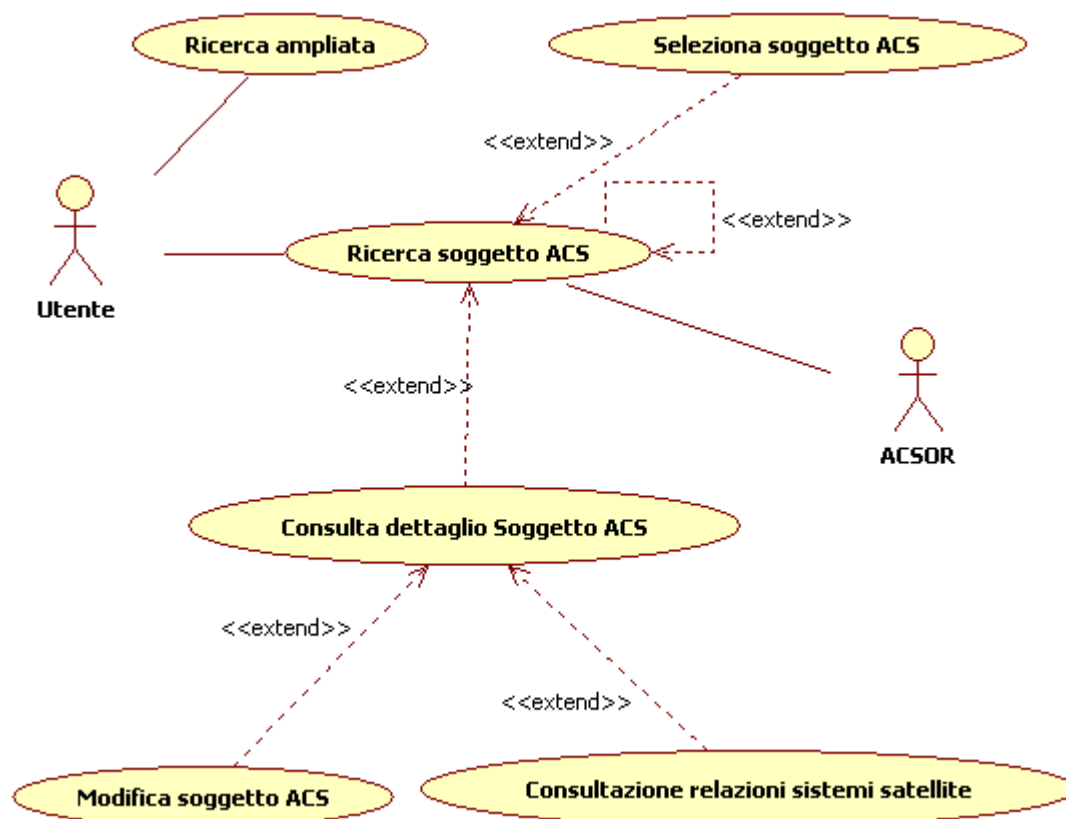 Ricerca ampliata
Seleziona soggetto ACS
<<extend>>
<<extend>>
Ricerca soggetto ACS
Utente
<<extend>>
ACSOR
Consulta dettaglio Soggetto ACS
<<extend>>
<<extend>>
Modifica soggetto ACS
Consultazione relazioni sistemi satellite